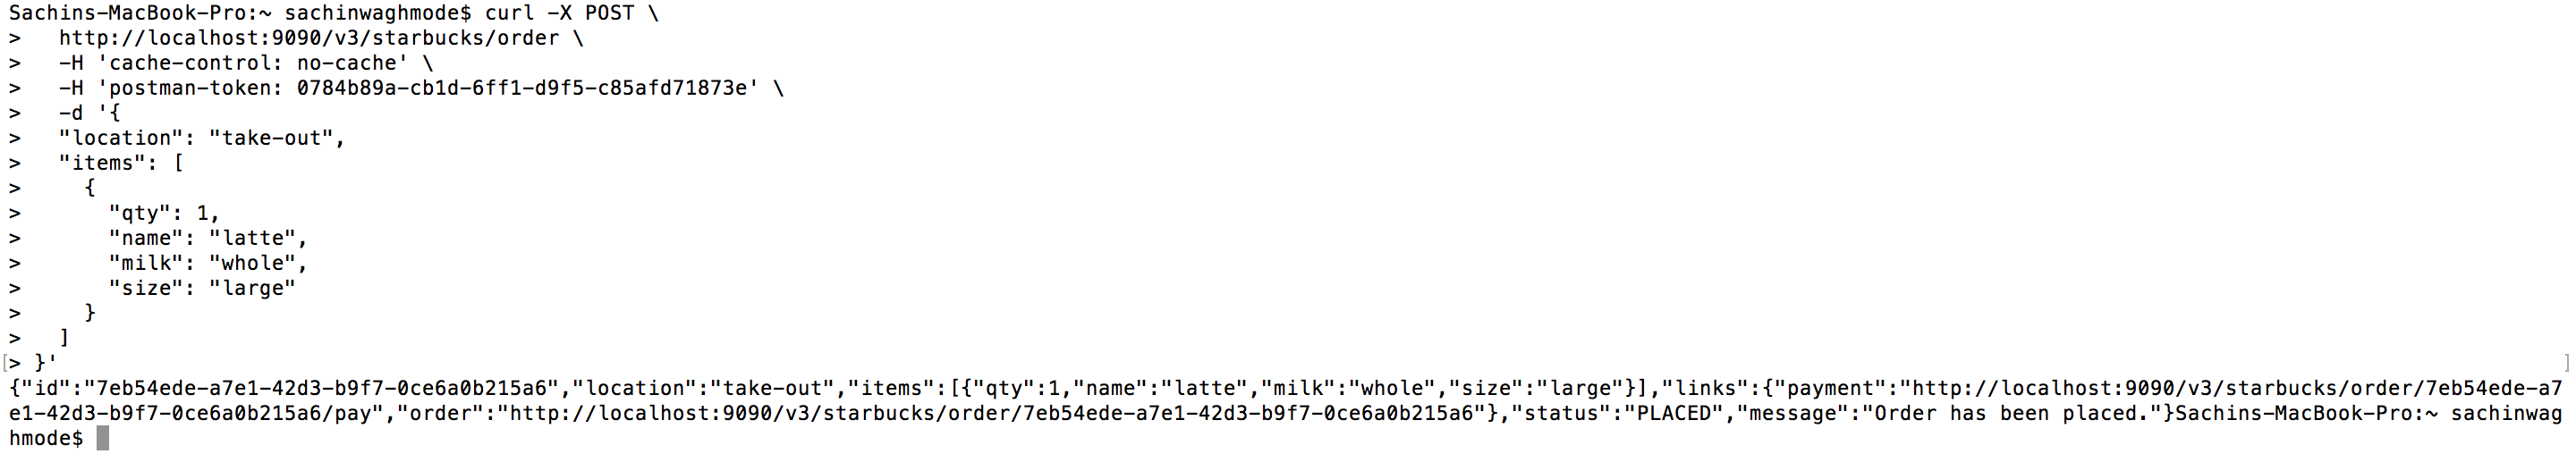 Sachins-MacBook-Pro:~ sachinwaghmode$ curl -X POST \
>   http://localhost:9090/v3/starbucks/order \
>   -H 'cache-control: no-cache' \
>   -H 'postman-token: 0784b89a-cb1d-6ff1-d9f5-c85afd71873e' \
>   -d '{
>   "location": "take-out",
>   "items": [
>     {
>       "qty": 1,
>       "name": "latte",
>       "milk": "whole",
>       "size": "large"
>     }
>   ]
[> }' ]
{"id":"7eb54ede-a7e1-42d3-b9f7-0ce6a0b215a6","location":"take-out","items":[{"qty":1,"name":"latte","milk":"whole","size":"large"}],"links":{"payment":"http://localhost:9090/v3/starbucks/order/7eb54ede-a7
e1-42d3-b9f7-0ce6a0b215a6/pay","order":"http://localhost:9090/v3/starbucks/order/7eb54ede-a7e1-42d3-b9f7-0ce6a0b215a6"},"status":"PLACED","message":"Order has been placed."}Sachins-MacBook-Pro:~ sachinwag
hmode$